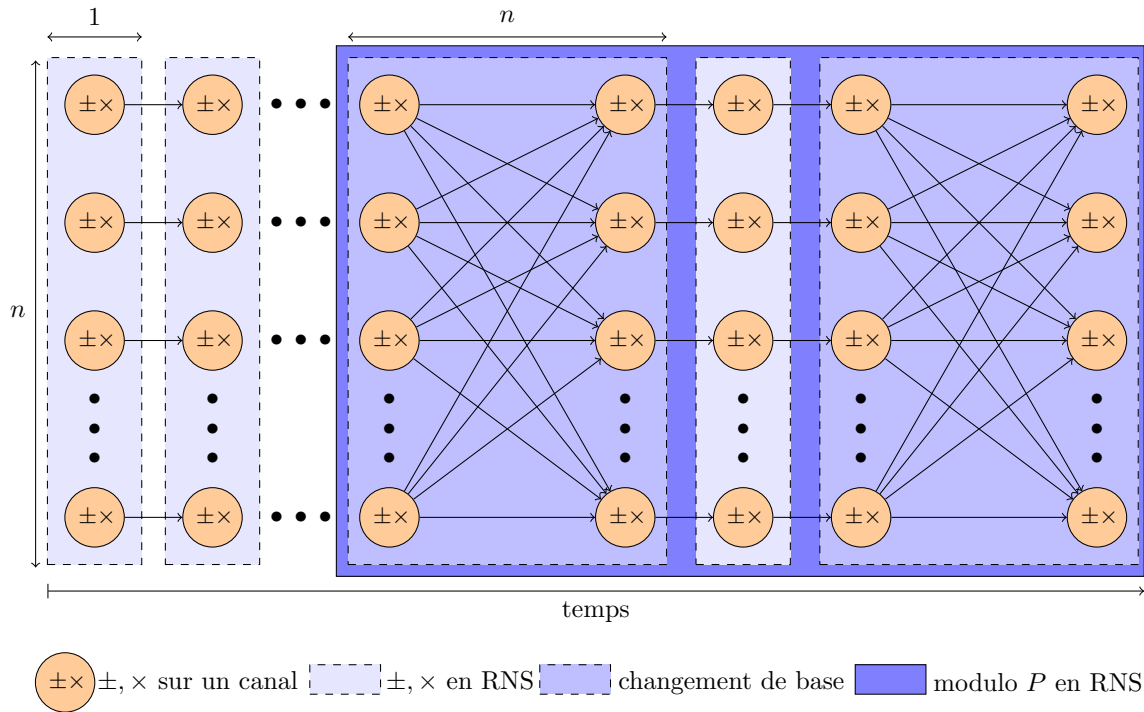 1 n
±× ±× ±× ±× ±× ±× ±×
±× ±× ±× ±× ±× ±× ±×
n
±× ±× ±× ±× ±× ±× ±×
±× ±× ±× ±× ±× ±× ±×
temps
±× ±, × sur un canal ±, × en RNS changement de base modulo P en RNS